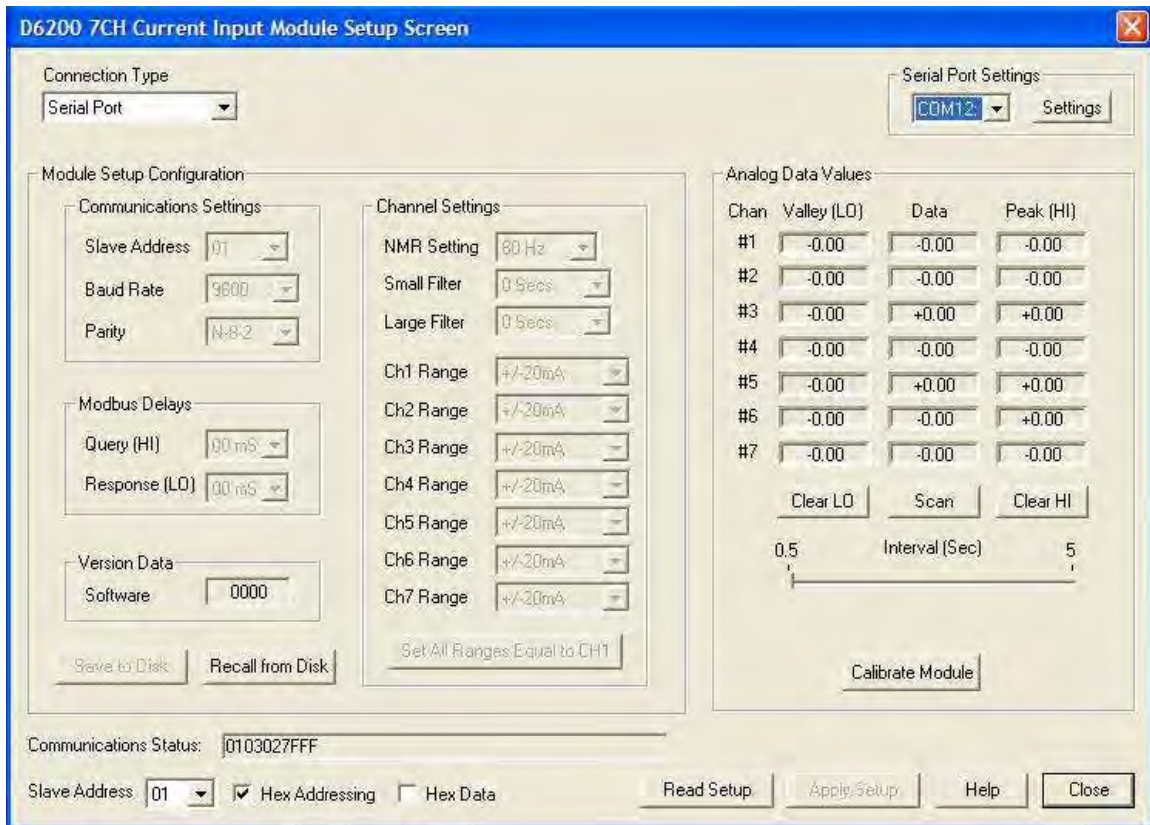 D6200 7CH Current Input Module Setup Screen
Connection Type
Serial Port
Serial Port Settings
COM12:
Settings
Module Setup Configuration
Communications Settings
Slave Address 01
Baud Rate 9600
Parity N-8-2
Modbus Delays
Query (HI) 00 mS
Response (LO) 00 mS
Version Data
Software 0000
Save to Disk
Recall from Disk
Channel Settings
NMR Setting 60 Hz
Small Filter 0 Secs
Large Filter 0 Secs
Ch1 Range +/-20mA
Ch2 Range +/-20mA
Ch3 Range +/-20mA
Ch4 Range +/-20mA
Ch5 Range +/-20mA
Ch6 Range +/-20mA
Ch7 Range +/-20mA
Set All Ranges Equal to CH1
Analog Data Values
Chan Valley (LO) Data Peak (HI)
#1 -0.00 -0.00 -0.00
#2 -0.00 -0.00 -0.00
#3 -0.00 +0.00 +0.00
#4 -0.00 -0.00 -0.00
#5 -0.00 +0.00 +0.00
#6 -0.00 -0.00 +0.00
#7 -0.00 -0.00 -0.00
Clear LO
Scan
Clear HI
0.5 Interval (Sec) 5
Calibrate Module
Communications Status: 0103027FFF
Slave Address 01
Hex Addressing
Hex Data
Read Setup
Apply Setup
Help
Close